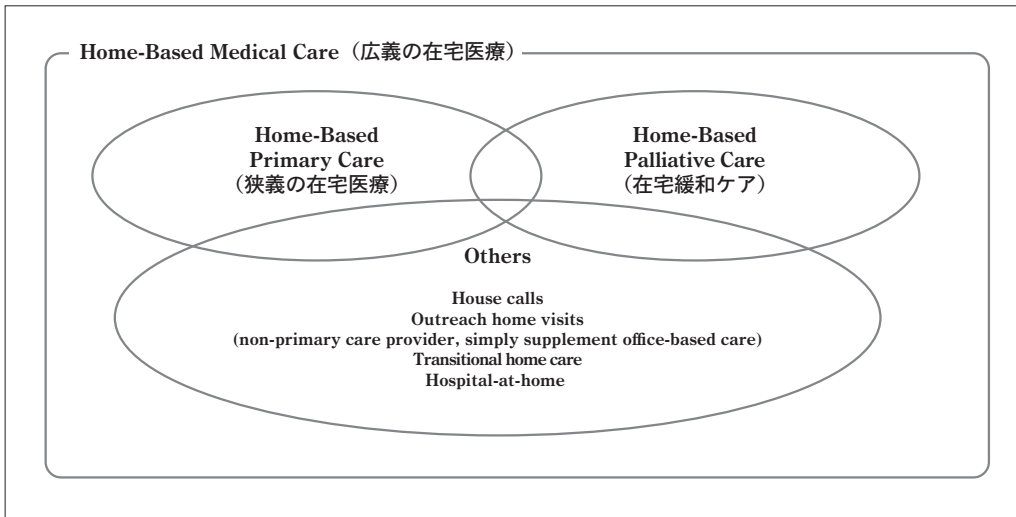 Home-Based Medical Care（広義の在宅医療）
Home-Based
Primary Care
（狭義の在宅医療）
Home-Based
Palliative Care
（在宅緩和ケア）
Others
House calls
Outreach home visits
(non-primary care provider, simply supplement office-based care)
Transitional home care
Hospital-at-home